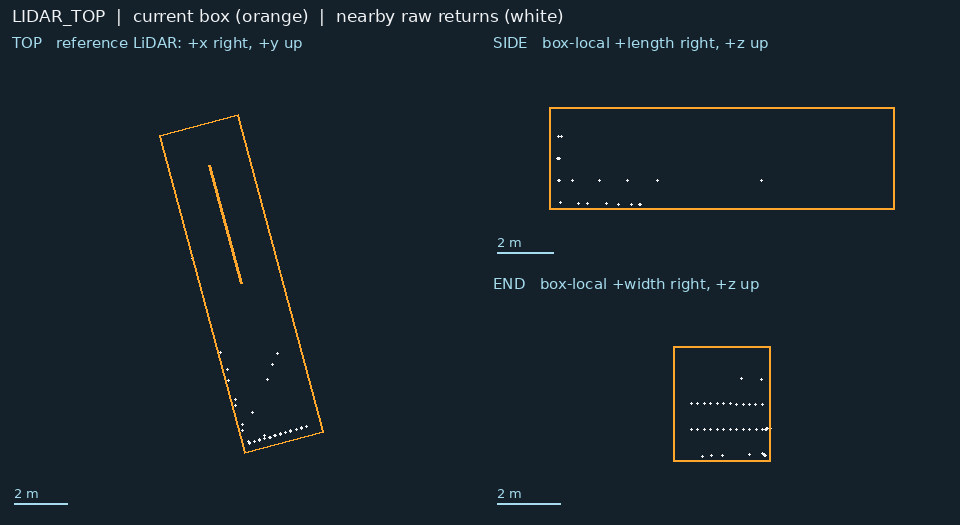 LIDAR_TOP | current box (orange) | nearby raw returns (white)
TOP reference LiDAR: +x right, +y up
SIDE box-local +length right, +z up
2 m
END box-local +width right, +z up
2 m
2 m